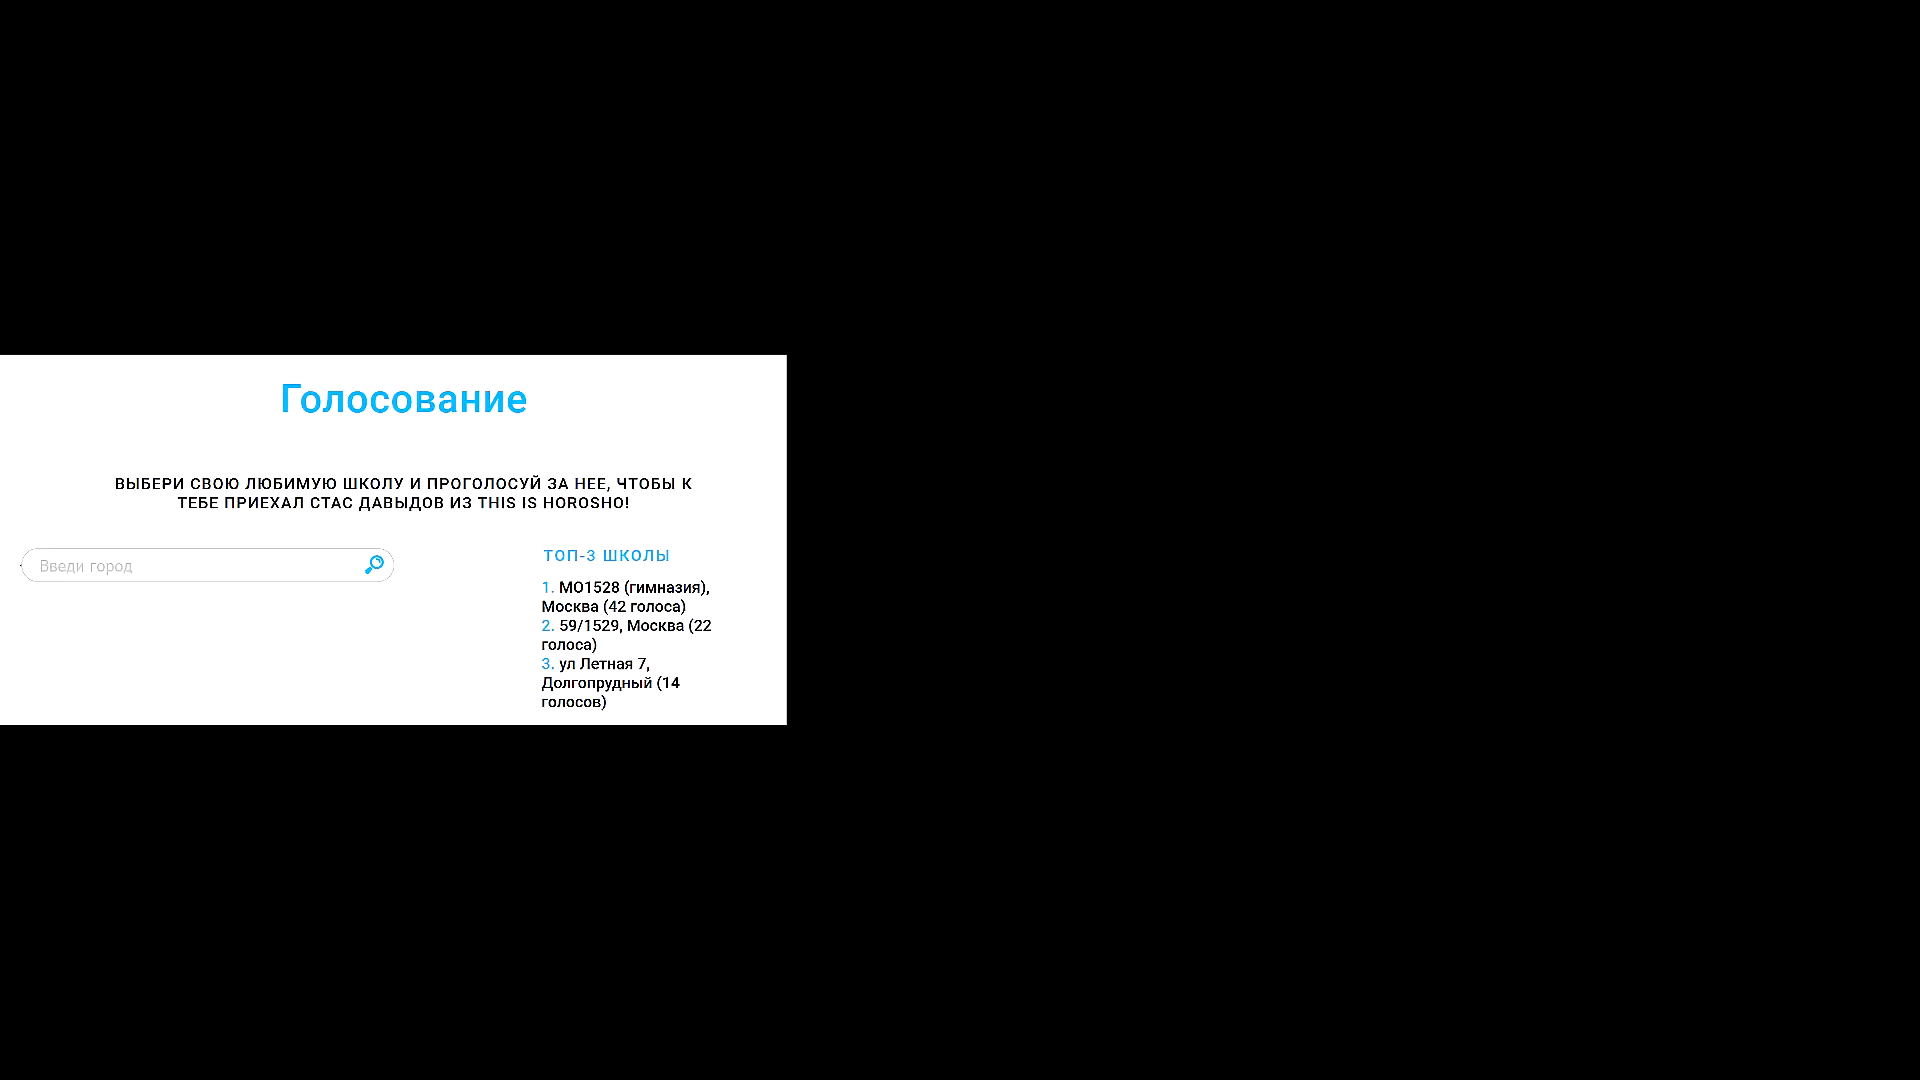 Голосование
ВЫБЕРИ СВОЮ ЛЮБИМУЮ ШКОЛУ И ПРОГОЛОСУЙ ЗА НЕЕ, ЧТОБЫ К
ТЕБЕ ПРИЕХАЛ СТАС ДАВЫДОВ ИЗ THIS IS HOROSHO!
Введи город
ТОП-3 ШКОЛЫ
1. МО1528 (гимназия),
Москва (42 голоса)
2. 59/1529, Москва (22
голоса)
3. ул Летная 7,
Долгопрудный (14
голосов)